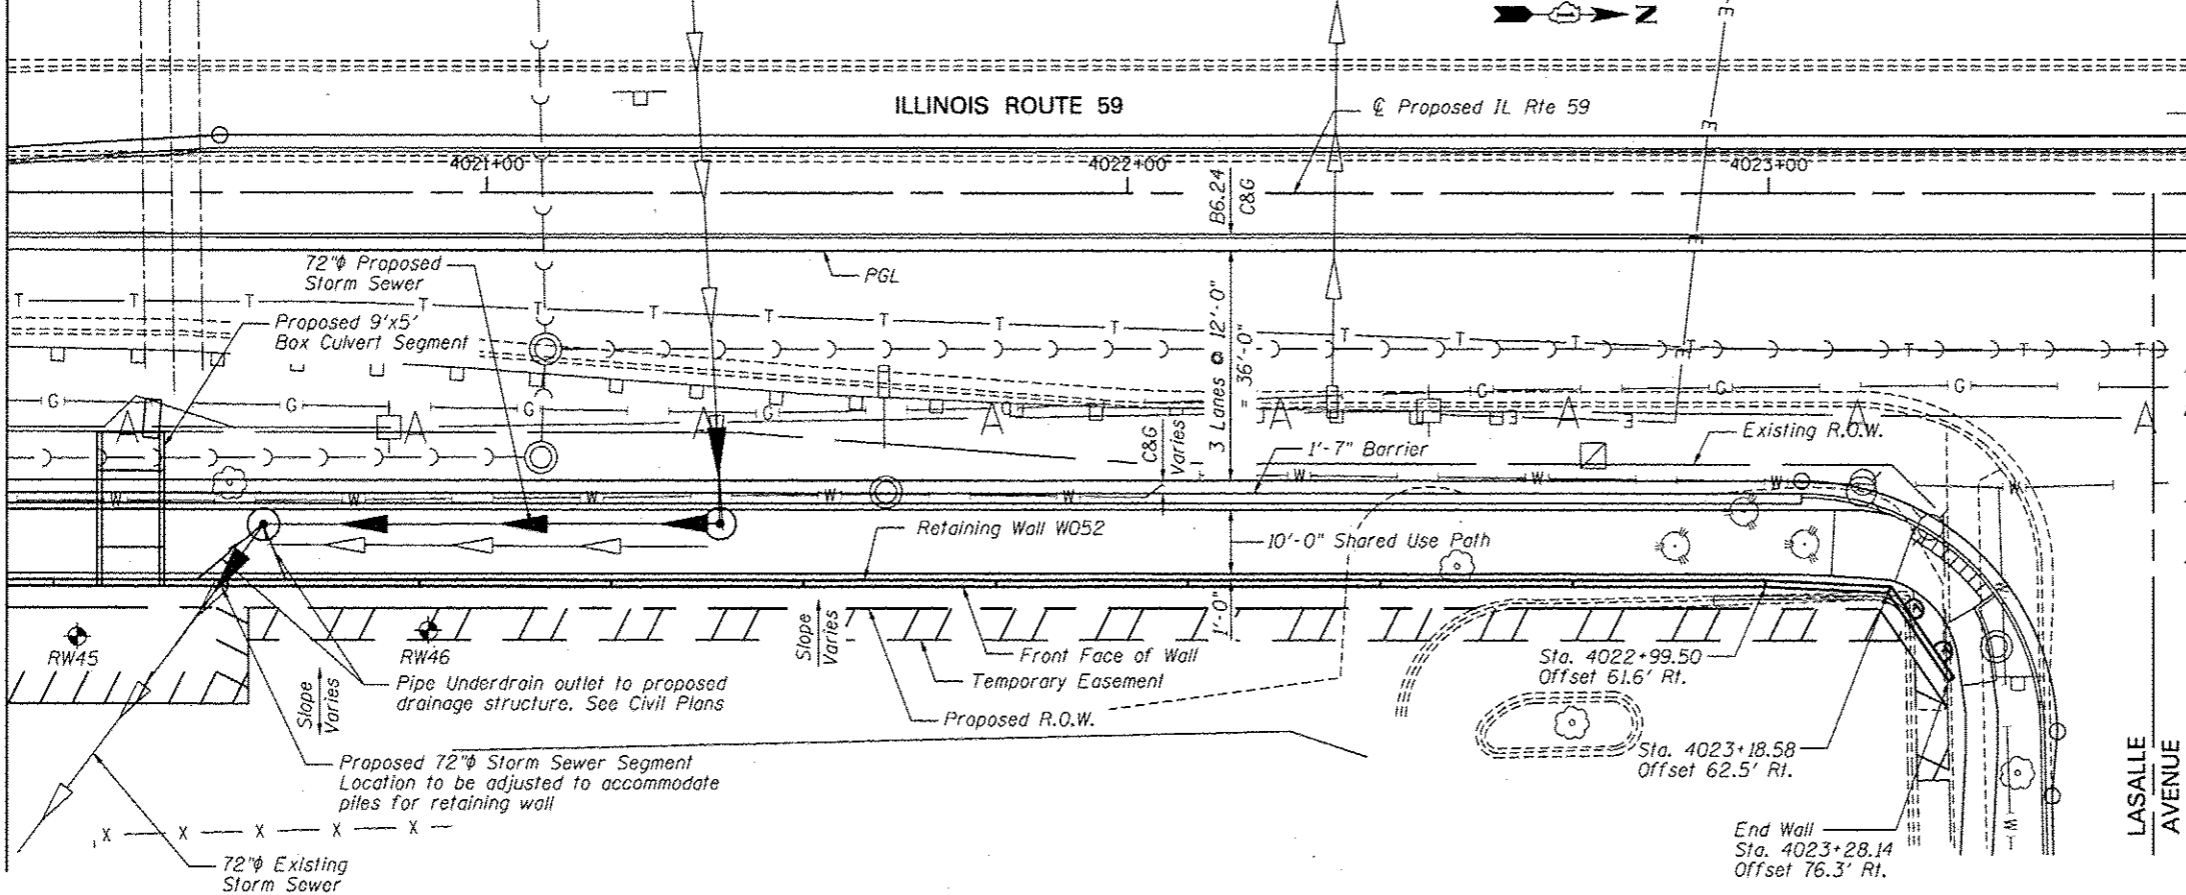 N
ILLINOIS ROUTE 59
℄ Proposed IL Rte 59
4021+00
4022+00
4023+00
B6.24
C&G
72"ϕ Proposed
Storm Sewer
PGL
Proposed 9'x5'
Box Culvert Segment
3 Lanes @ 12'-0"
= 36'-0"
C&G
Varies
1'-7" Barrier
Existing R.O.W.
Retaining Wall W052
10'-0" Shared Use Path
1'-0"
Slope
Varies
RW45
RW46
Front Face of Wall
Temporary Easement
Proposed R.O.W.
Sta. 4022+99.50
Offset 61.6' Rt.
Pipe Underdrain outlet to proposed
drainage structure. See Civil Plans
Slope
Varies
Sta. 4023+18.58
Offset 62.5' Rt.
Proposed 72"ϕ Storm Sewer Segment
Location to be adjusted to accommodate
piles for retaining wall
End Wall
Sta. 4023+28.14
Offset 76.3' Rt.
72"ϕ Existing
Storm Sewer
LASALLE
AVENUE